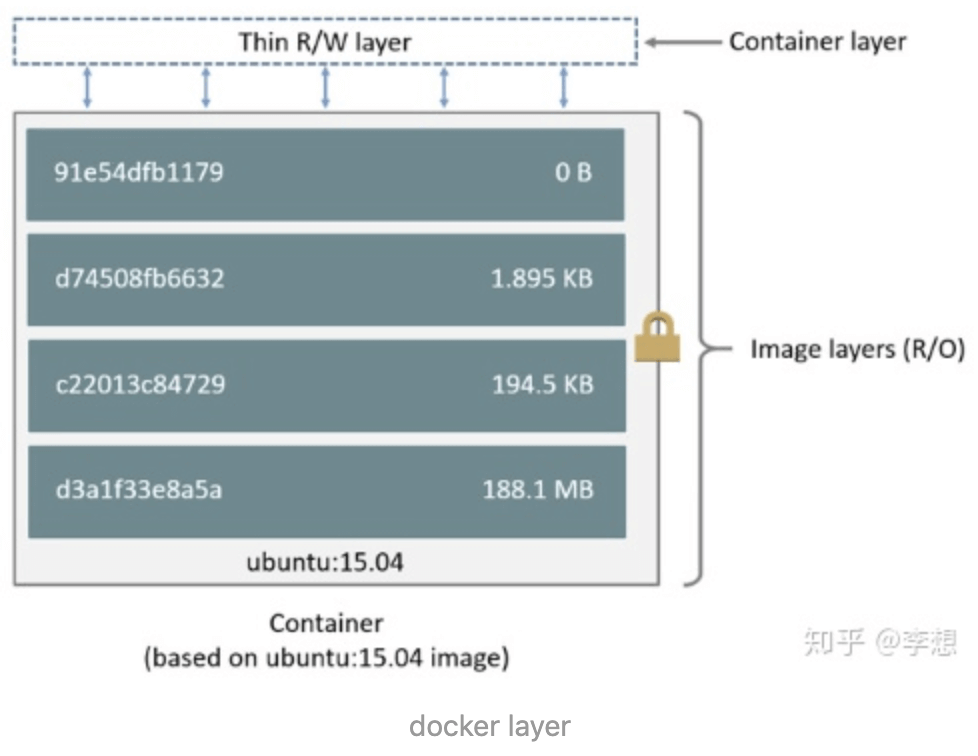 Thin R/W layer
Container layer
91e54dfb1179 0 B
d74508fb6632 1.895 KB
c22013c84729 194.5 KB
Image layers (R/O)
d3a1f33e8a5a 188.1 MB
ubuntu:15.04
Container
(based on ubuntu:15.04 image)
知乎 @李想
docker layer